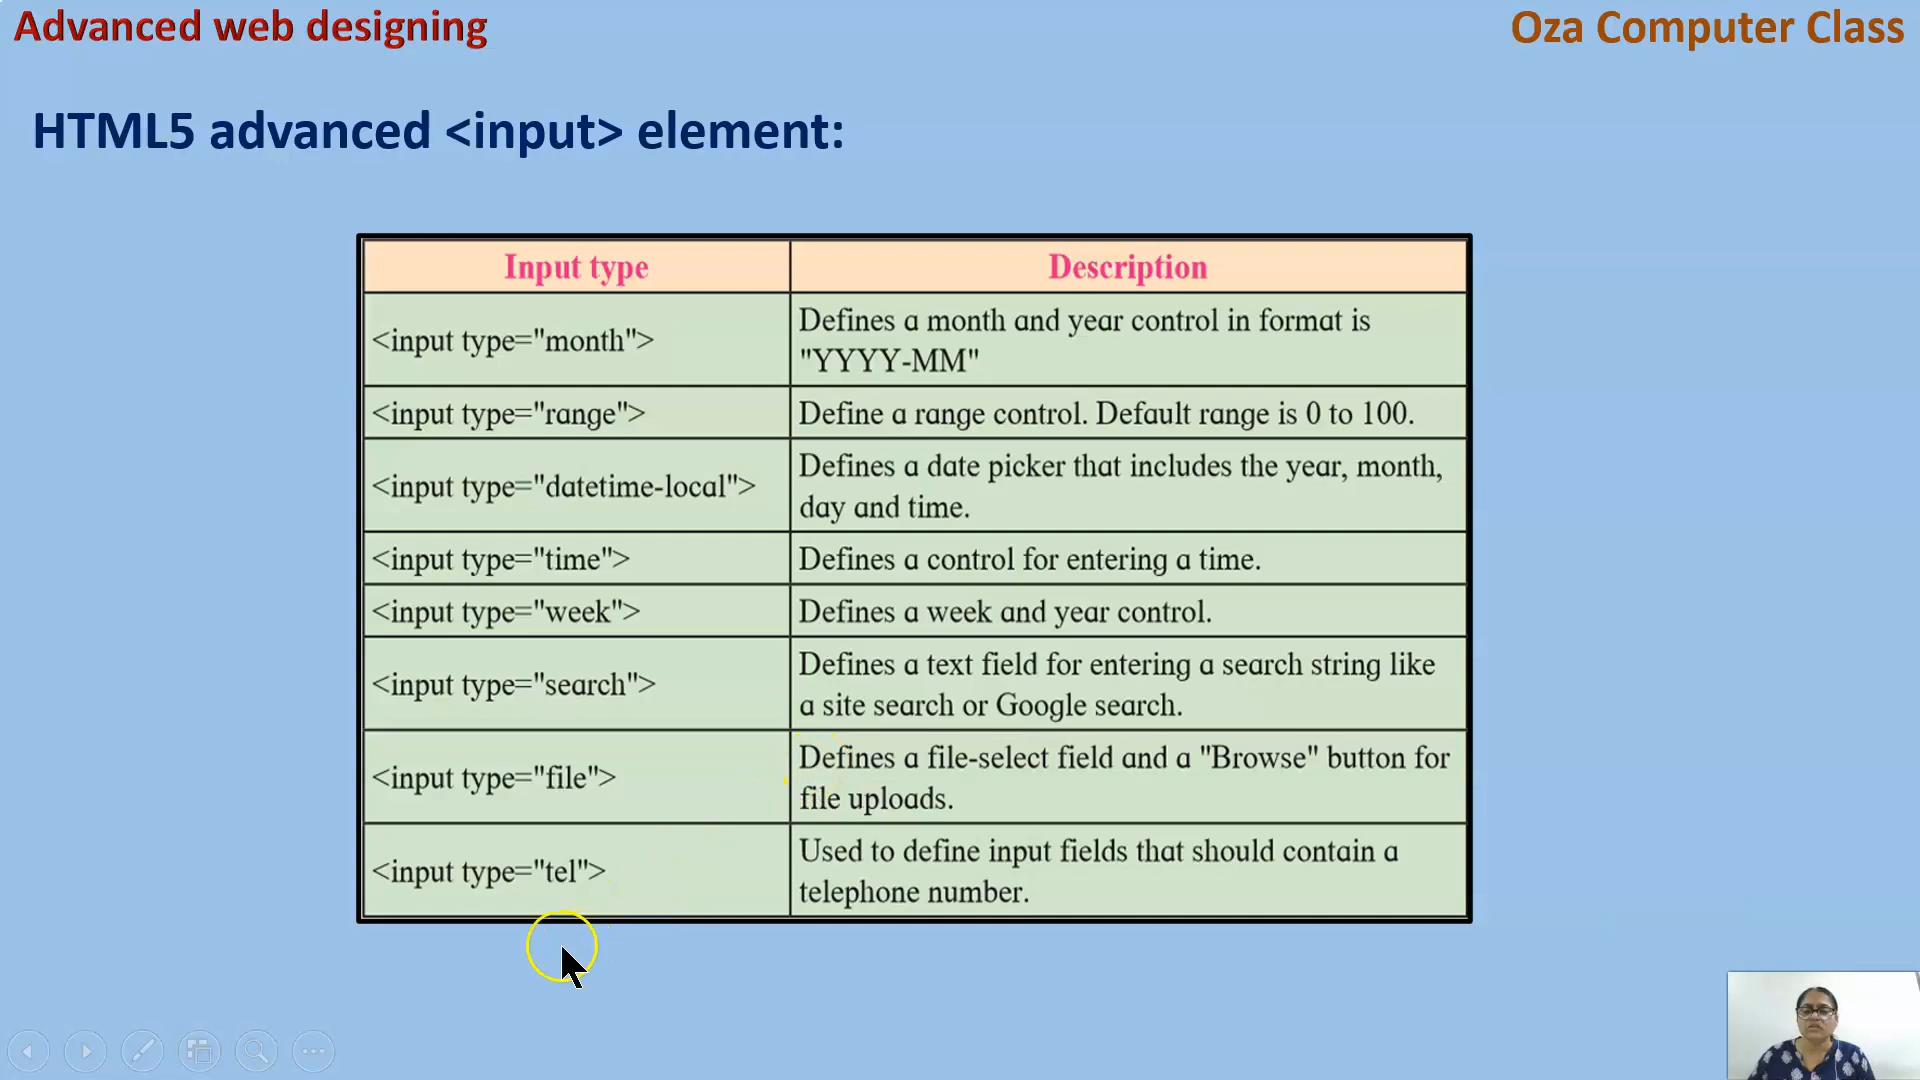 Advanced web designing
Oza Computer Class
HTML5 advanced <input> element:
Input type
Description
<input type="month">
Defines a month and year control in format is
"YYYY-MM"
<input type="range">
Define a range control. Default range is 0 to 100.
<input type="datetime-local">
Defines a date picker that includes the year, month,
day and time.
<input type="time">
Defines a control for entering a time.
<input type="week">
Defines a week and year control.
<input type="search">
Defines a text field for entering a search string like
a site search or Google search.
<input type="file">
Defines a file-select field and a "Browse" button for
file uploads.
<input type="tel">
Used to define input fields that should contain a
telephone number.